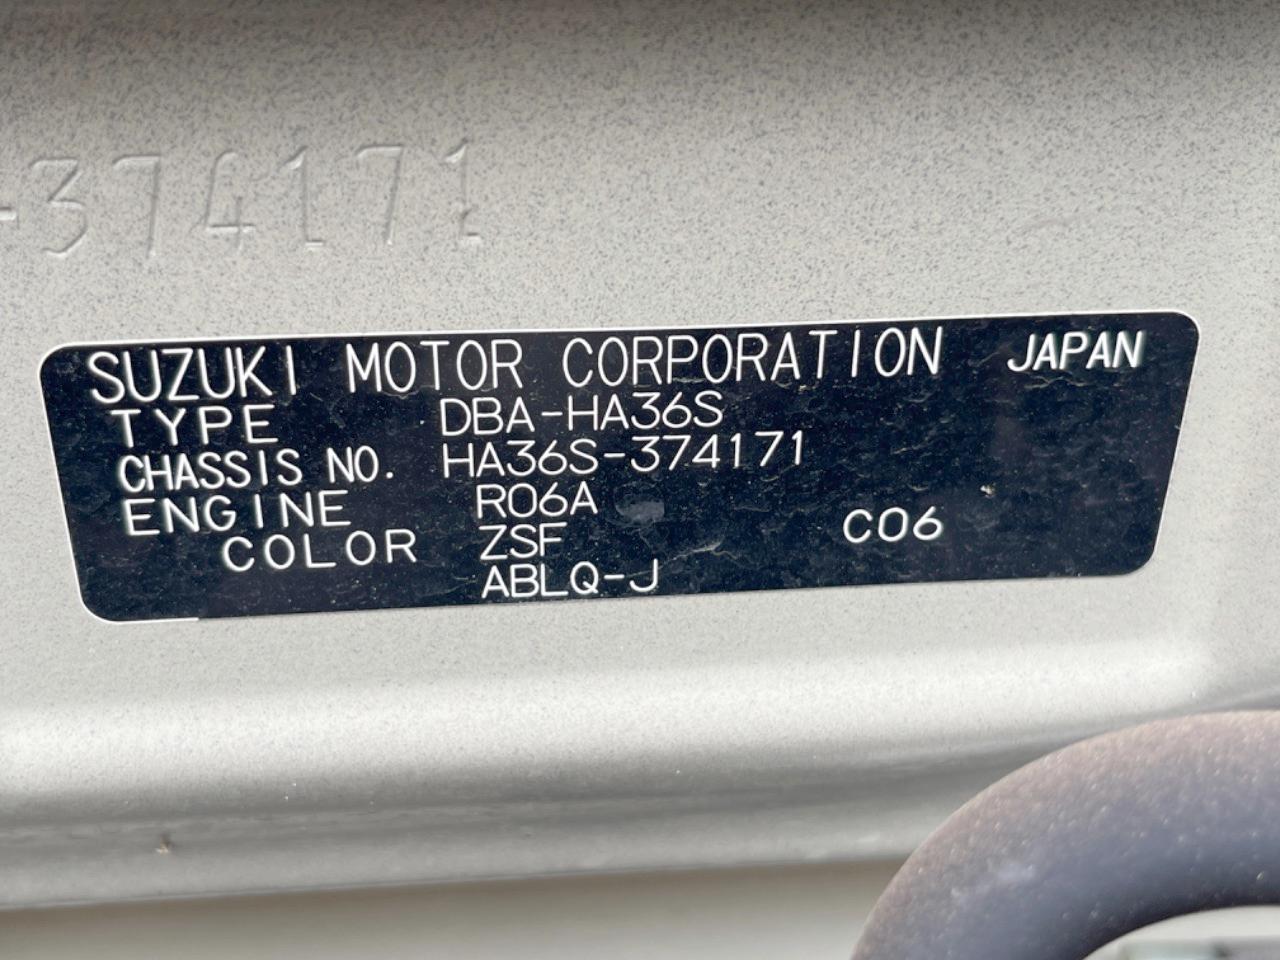 -374171
SUZUKI MOTOR CORPORATION JAPAN
TYPE DBA-HA36S
CHASSIS NO. HA36S-374171
ENGINE R06A
COLOR ZSF C06
ABLQ-J